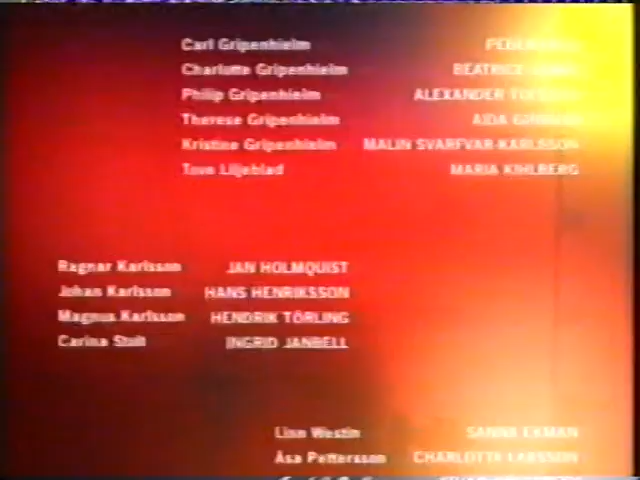 Carl Gripenhielm
Charlotte Gripenhielm BEATRICE
Philip Gripenhielm ALEXANDER
Therese Gripenhielm AIDA
Kristine Gripenhielm MALIN SVARFVAR-KARLSSON
Tove Liljeblad MARIA KIHLBERG
Ragnar Karlsson JAN HOLMQUIST
Johan Karlsson HANS HENRIKSSON
Magnus Karlsson HENDRIK TÖRLING
Carina Stolt INGRID JANBELL
Linn Westin SANNA EKMAN
Åsa Pettersson CHARLOTTA LARSSON